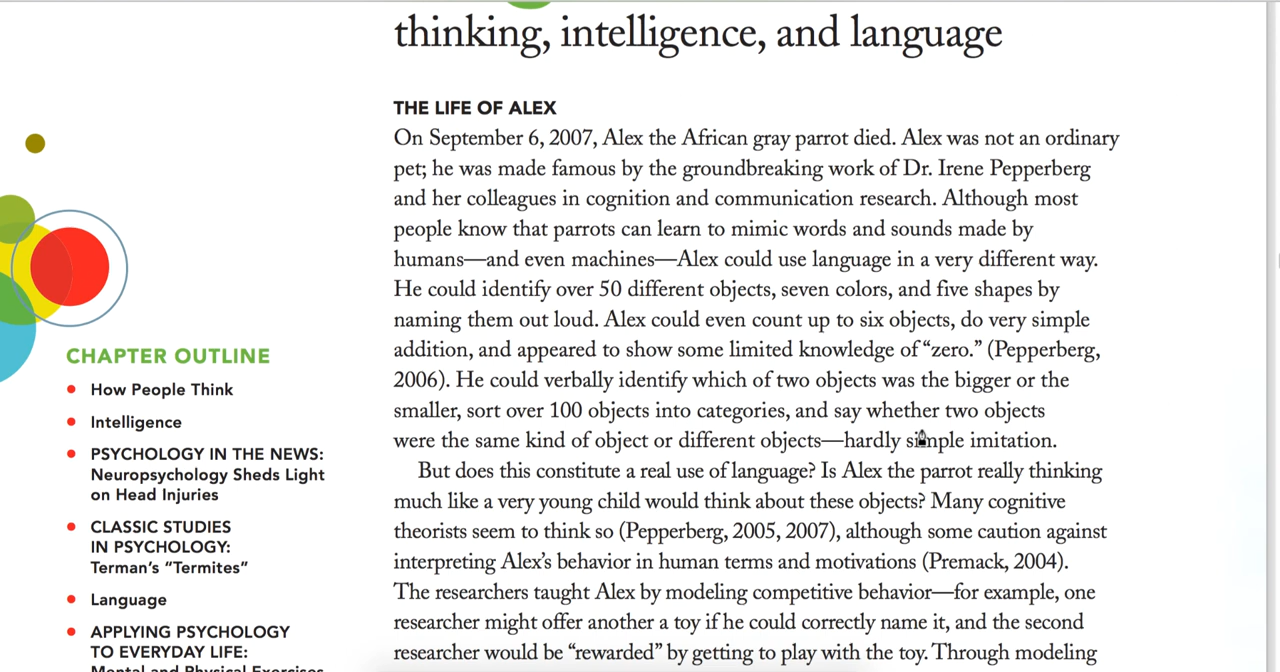 thinking, intelligence, and language
THE LIFE OF ALEX
On September 6, 2007, Alex the African gray parrot died. Alex was not an ordinary
pet; he was made famous by the groundbreaking work of Dr. Irene Pepperberg
and her colleagues in cognition and communication research. Although most
people know that parrots can learn to mimic words and sounds made by
humans—and even machines—Alex could use language in a very different way.
He could identify over 50 different objects, seven colors, and five shapes by
naming them out loud. Alex could even count up to six objects, do very simple
addition, and appeared to show some limited knowledge of “zero.” (Pepperberg,
2006). He could verbally identify which of two objects was the bigger or the
smaller, sort over 100 objects into categories, and say whether two objects
were the same kind of object or different objects—hardly simple imitation.
But does this constitute a real use of language? Is Alex the parrot really thinking
much like a very young child would think about these objects? Many cognitive
theorists seem to think so (Pepperberg, 2005, 2007), although some caution against
interpreting Alex’s behavior in human terms and motivations (Premack, 2004).
The researchers taught Alex by modeling competitive behavior—for example, one
researcher might offer another a toy if he could correctly name it, and the second
researcher would be “rewarded” by getting to play with the toy. Through modeling
CHAPTER OUTLINE
• How People Think
• Intelligence
• PSYCHOLOGY IN THE NEWS:
Neuropsychology Sheds Light
on Head Injuries
• CLASSIC STUDIES
IN PSYCHOLOGY:
Terman’s “Termites”
• Language
• APPLYING PSYCHOLOGY
TO EVERYDAY LIFE:
Mental and Physical Exercises